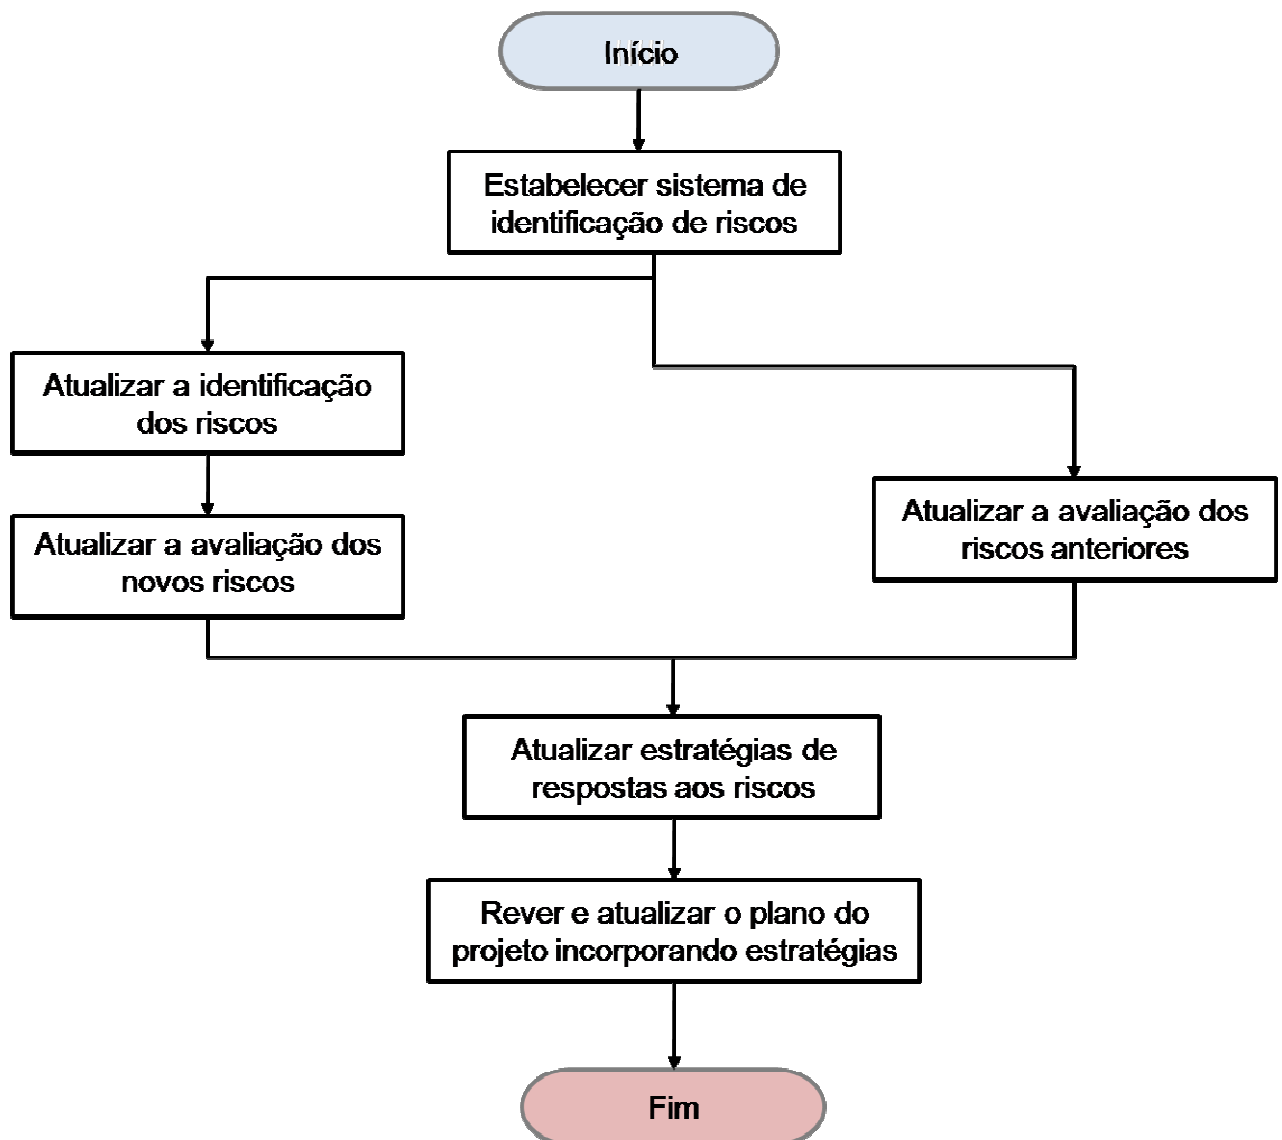 Início
Estabelecer sistema de
identificação de riscos
Atualizar a identificação
dos riscos
Atualizar a avaliação dos
novos riscos
Atualizar a avaliação dos
riscos anteriores
Atualizar estratégias de
respostas aos riscos
Rever e atualizar o plano do
projeto incorporando estratégias
Fim